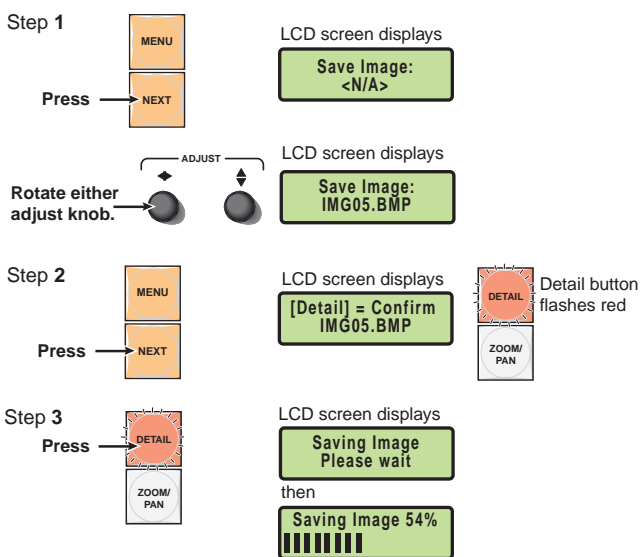 Step 1
MENU
LCD screen displays
Save Image:
<N/A>
Press
NEXT
ADJUST
LCD screen displays
Rotate either
adjust knob.
Save Image:
IMG05.BMP
Step 2
MENU
LCD screen displays
[Detail] = Confirm
IMG05.BMP
DETAIL
Detail button
flashes red
Press
NEXT
ZOOM/
PAN
Step 3
Press
DETAIL
LCD screen displays
Saving Image
Please wait
ZOOM/
PAN
then
Saving Image 54%